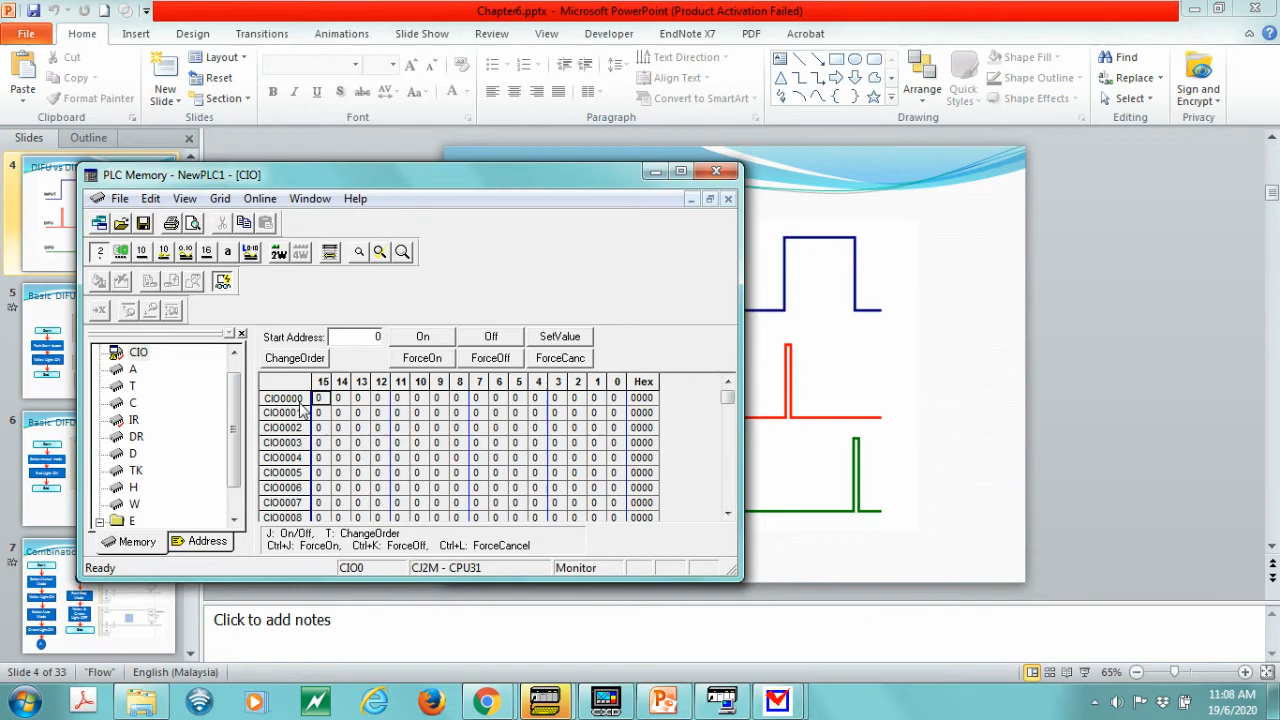 Chapter6.pptx - Microsoft PowerPoint (Product Activation Failed)
File Home Insert Design Transitions Animations Slide Show Review View Developer EndNote X7 PDF Acrobat
Paste
Cut
Copy
Format Painter
Clipboard
New Slide
Layout
Reset
Section
Slides
Font
Paragraph
Text Direction
Align Text
Convert to SmartArt
Arrange
Quick Styles
Shape Fill
Shape Outline
Shape Effects
Drawing
Find
Replace
Select
Editing
Sign and Encrypt
Privacy
Slides Outline
4
DIFU vs
INPUT
5
Basic DIFU
6
Basic DIFU
7
Combination
PLC Memory - NewPLC1 - [CIO]
File Edit View Grid Online Window Help
Start Address: 0 On Off SetValue
ChangeOrder ForceOn ForceOff ForceCanc
CIO
A
T
C
IR
DR
D
TK
H
W
E
Memory Address
15 14 13 12 11 10 9 8 7 6 5 4 3 2 1 0 Hex
CIO0000 0 0 0 0 0 0 0 0 0 0 0 0 0 0 0 0 0000
CIO0001 0 0 0 0 0 0 0 0 0 0 0 0 0 0 0 0 0000
CIO0002 0 0 0 0 0 0 0 0 0 0 0 0 0 0 0 0 0000
CIO0003 0 0 0 0 0 0 0 0 0 0 0 0 0 0 0 0 0000
CIO0004 0 0 0 0 0 0 0 0 0 0 0 0 0 0 0 0 0000
CIO0005 0 0 0 0 0 0 0 0 0 0 0 0 0 0 0 0 0000
CIO0006 0 0 0 0 0 0 0 0 0 0 0 0 0 0 0 0 0000
CIO0007 0 0 0 0 0 0 0 0 0 0 0 0 0 0 0 0 0000
CIO0008 0 0 0 0 0 0 0 0 0 0 0 0 0 0 0 0 0000
J: On/Off, T: ChangeOrder
Ctrl+J: ForceOn, Ctrl+K: ForceOff, Ctrl+L: ForceCancel
Ready CIO0 CJ2M - CPU31 Monitor
Click to add notes
Slide 4 of 33 "Flow" English (Malaysia) 65%
11:08 AM
19/6/2020